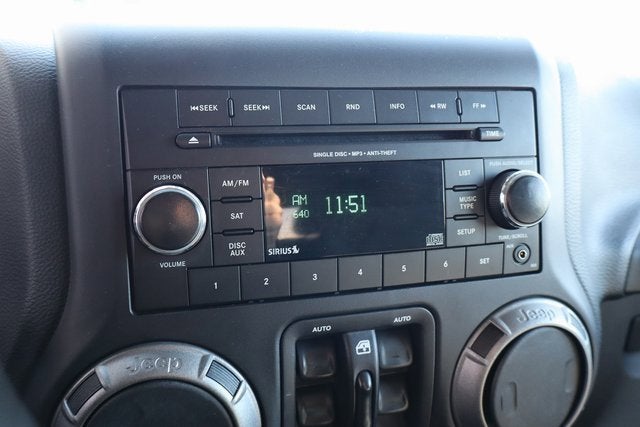 ⏮SEEK SEEK⏭ SCAN RND INFO ◀◀RW FF▶▶
TIME
SINGLE DISC • MP3 • ANTI-THEFT
PUSH ON
PUSH AUDIO/SELECT
AM/FM
SAT
DISC
AUX
AM
640
11:51
SIRIUS
LIST
MUSIC
TYPE
SETUP
VOLUME
TUNE/SCROLL
AUX
1 2 3 4 5 6 SET
AUTO AUTO
Jeep
Jeep